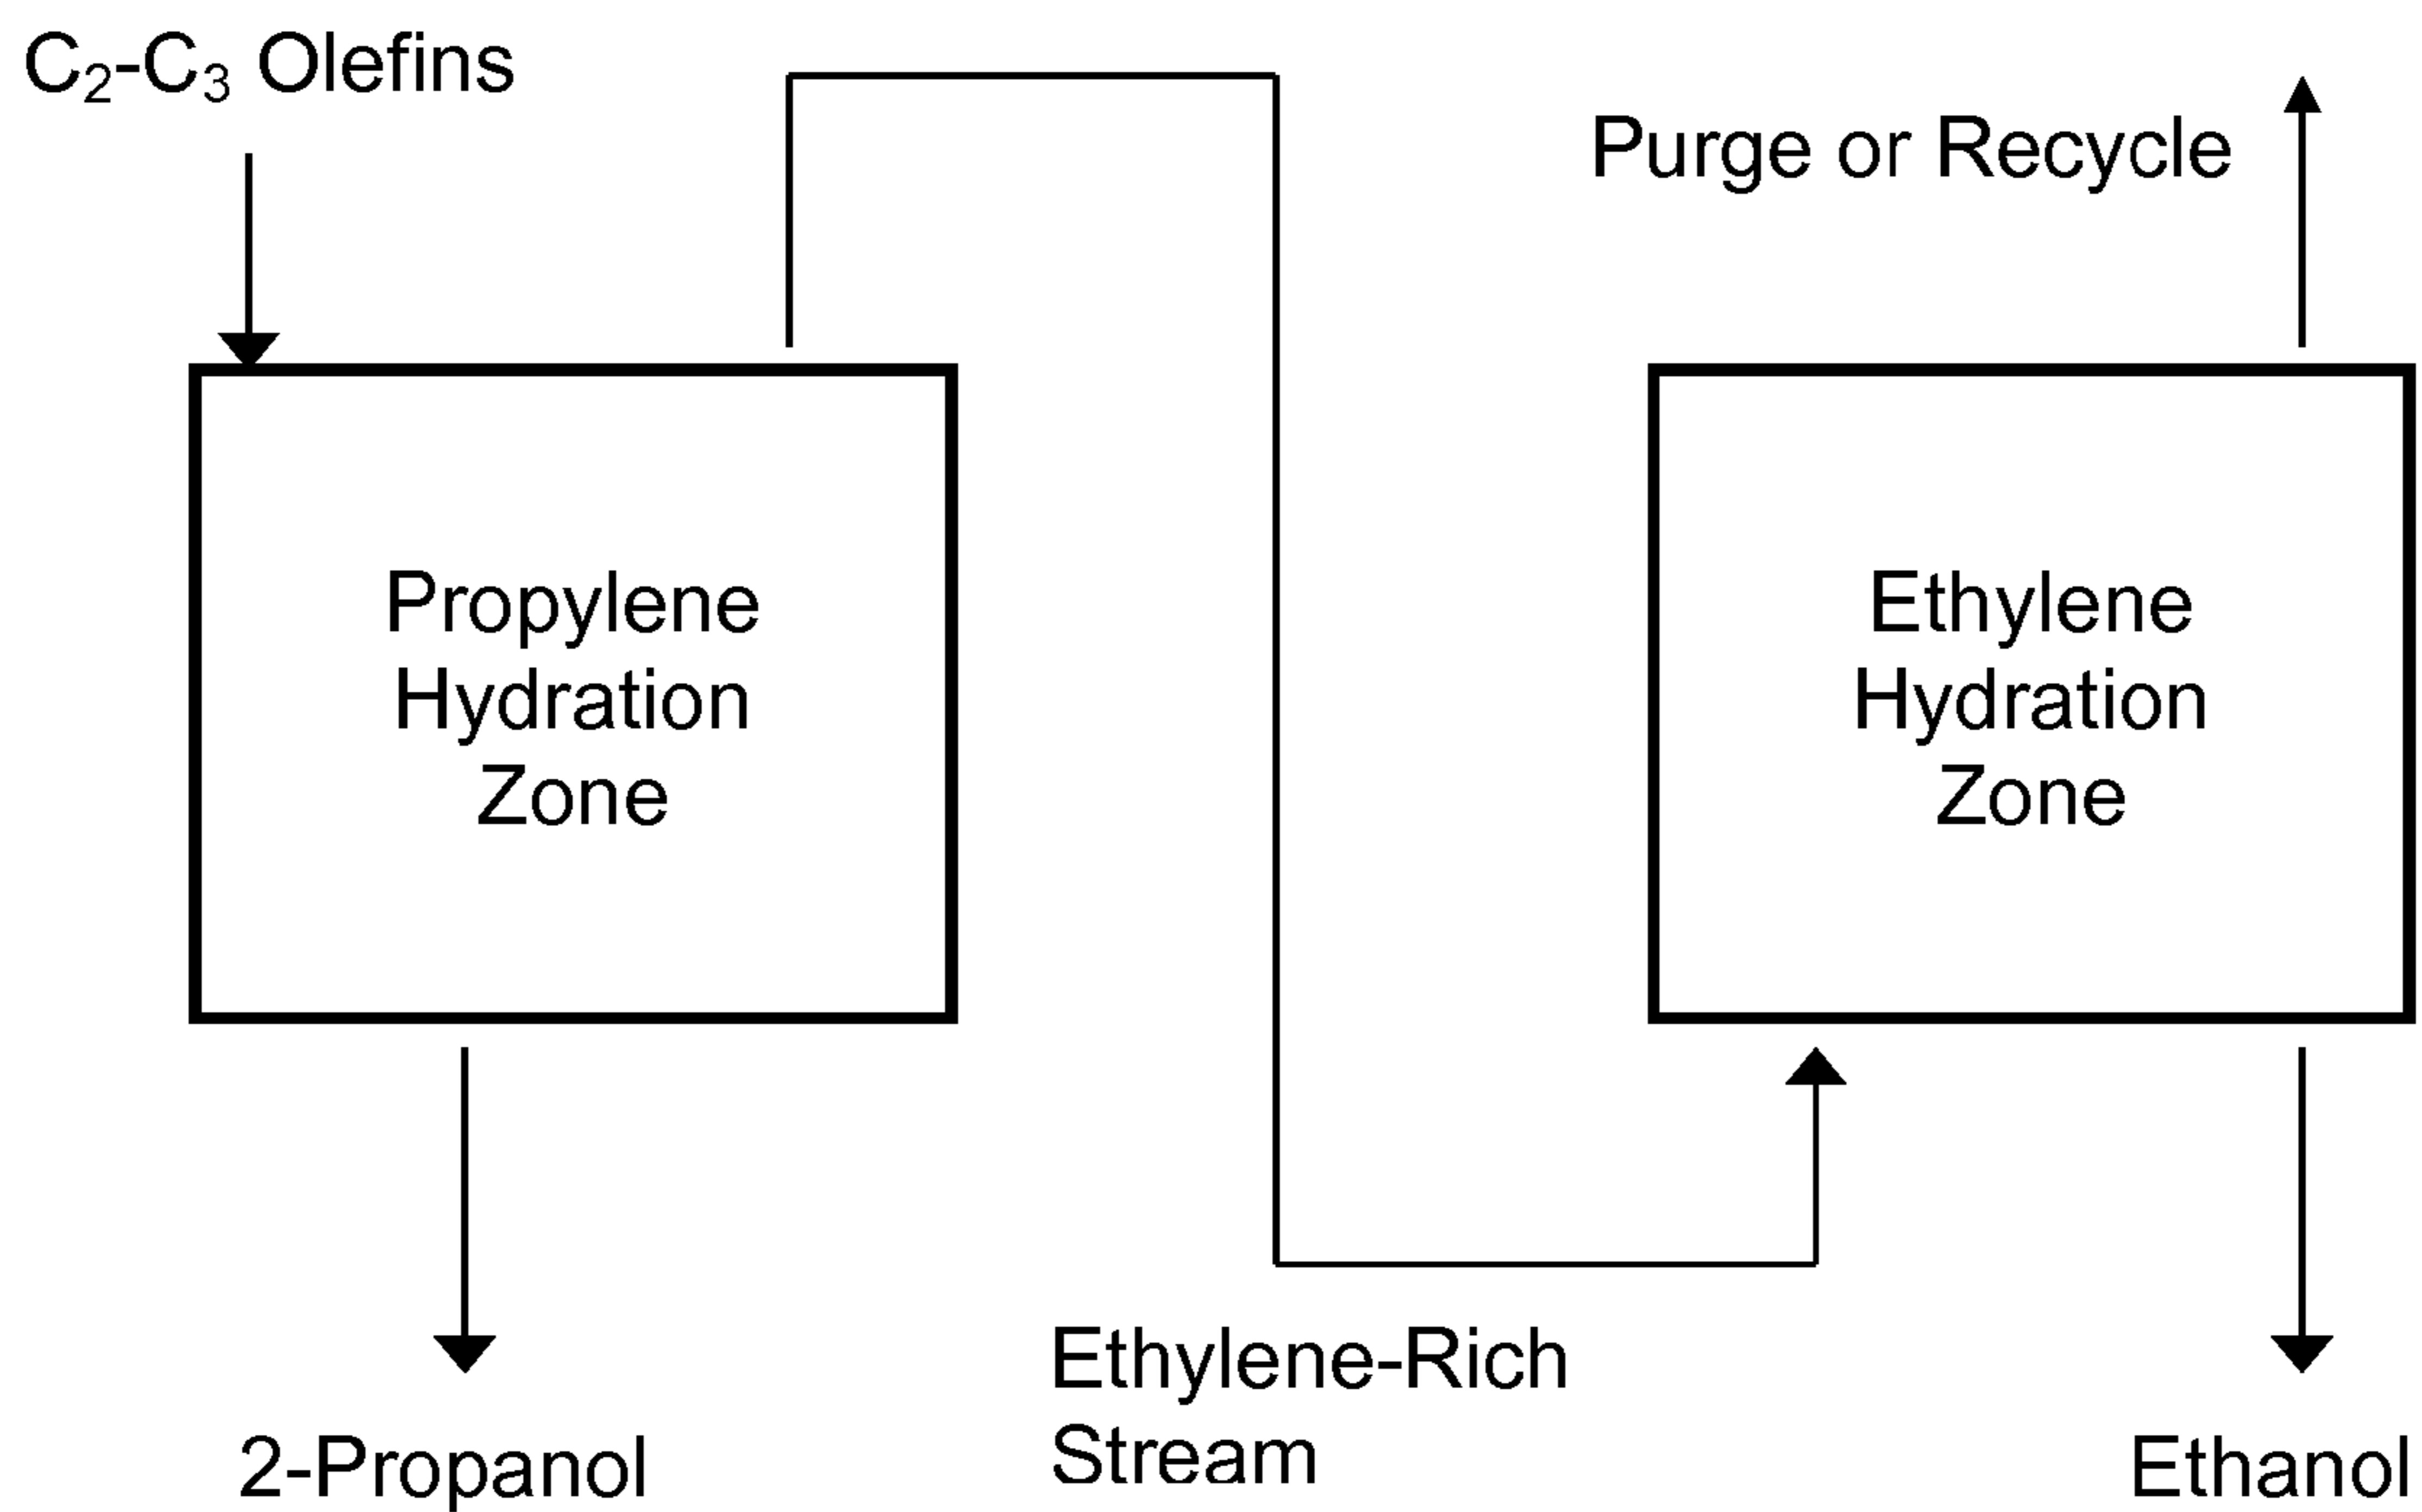 C₂-C₃ Olefins
Purge or Recycle
Propylene
Hydration
Zone
Ethylene
Hydration
Zone
Ethylene-Rich
Stream
2-Propanol
Ethanol